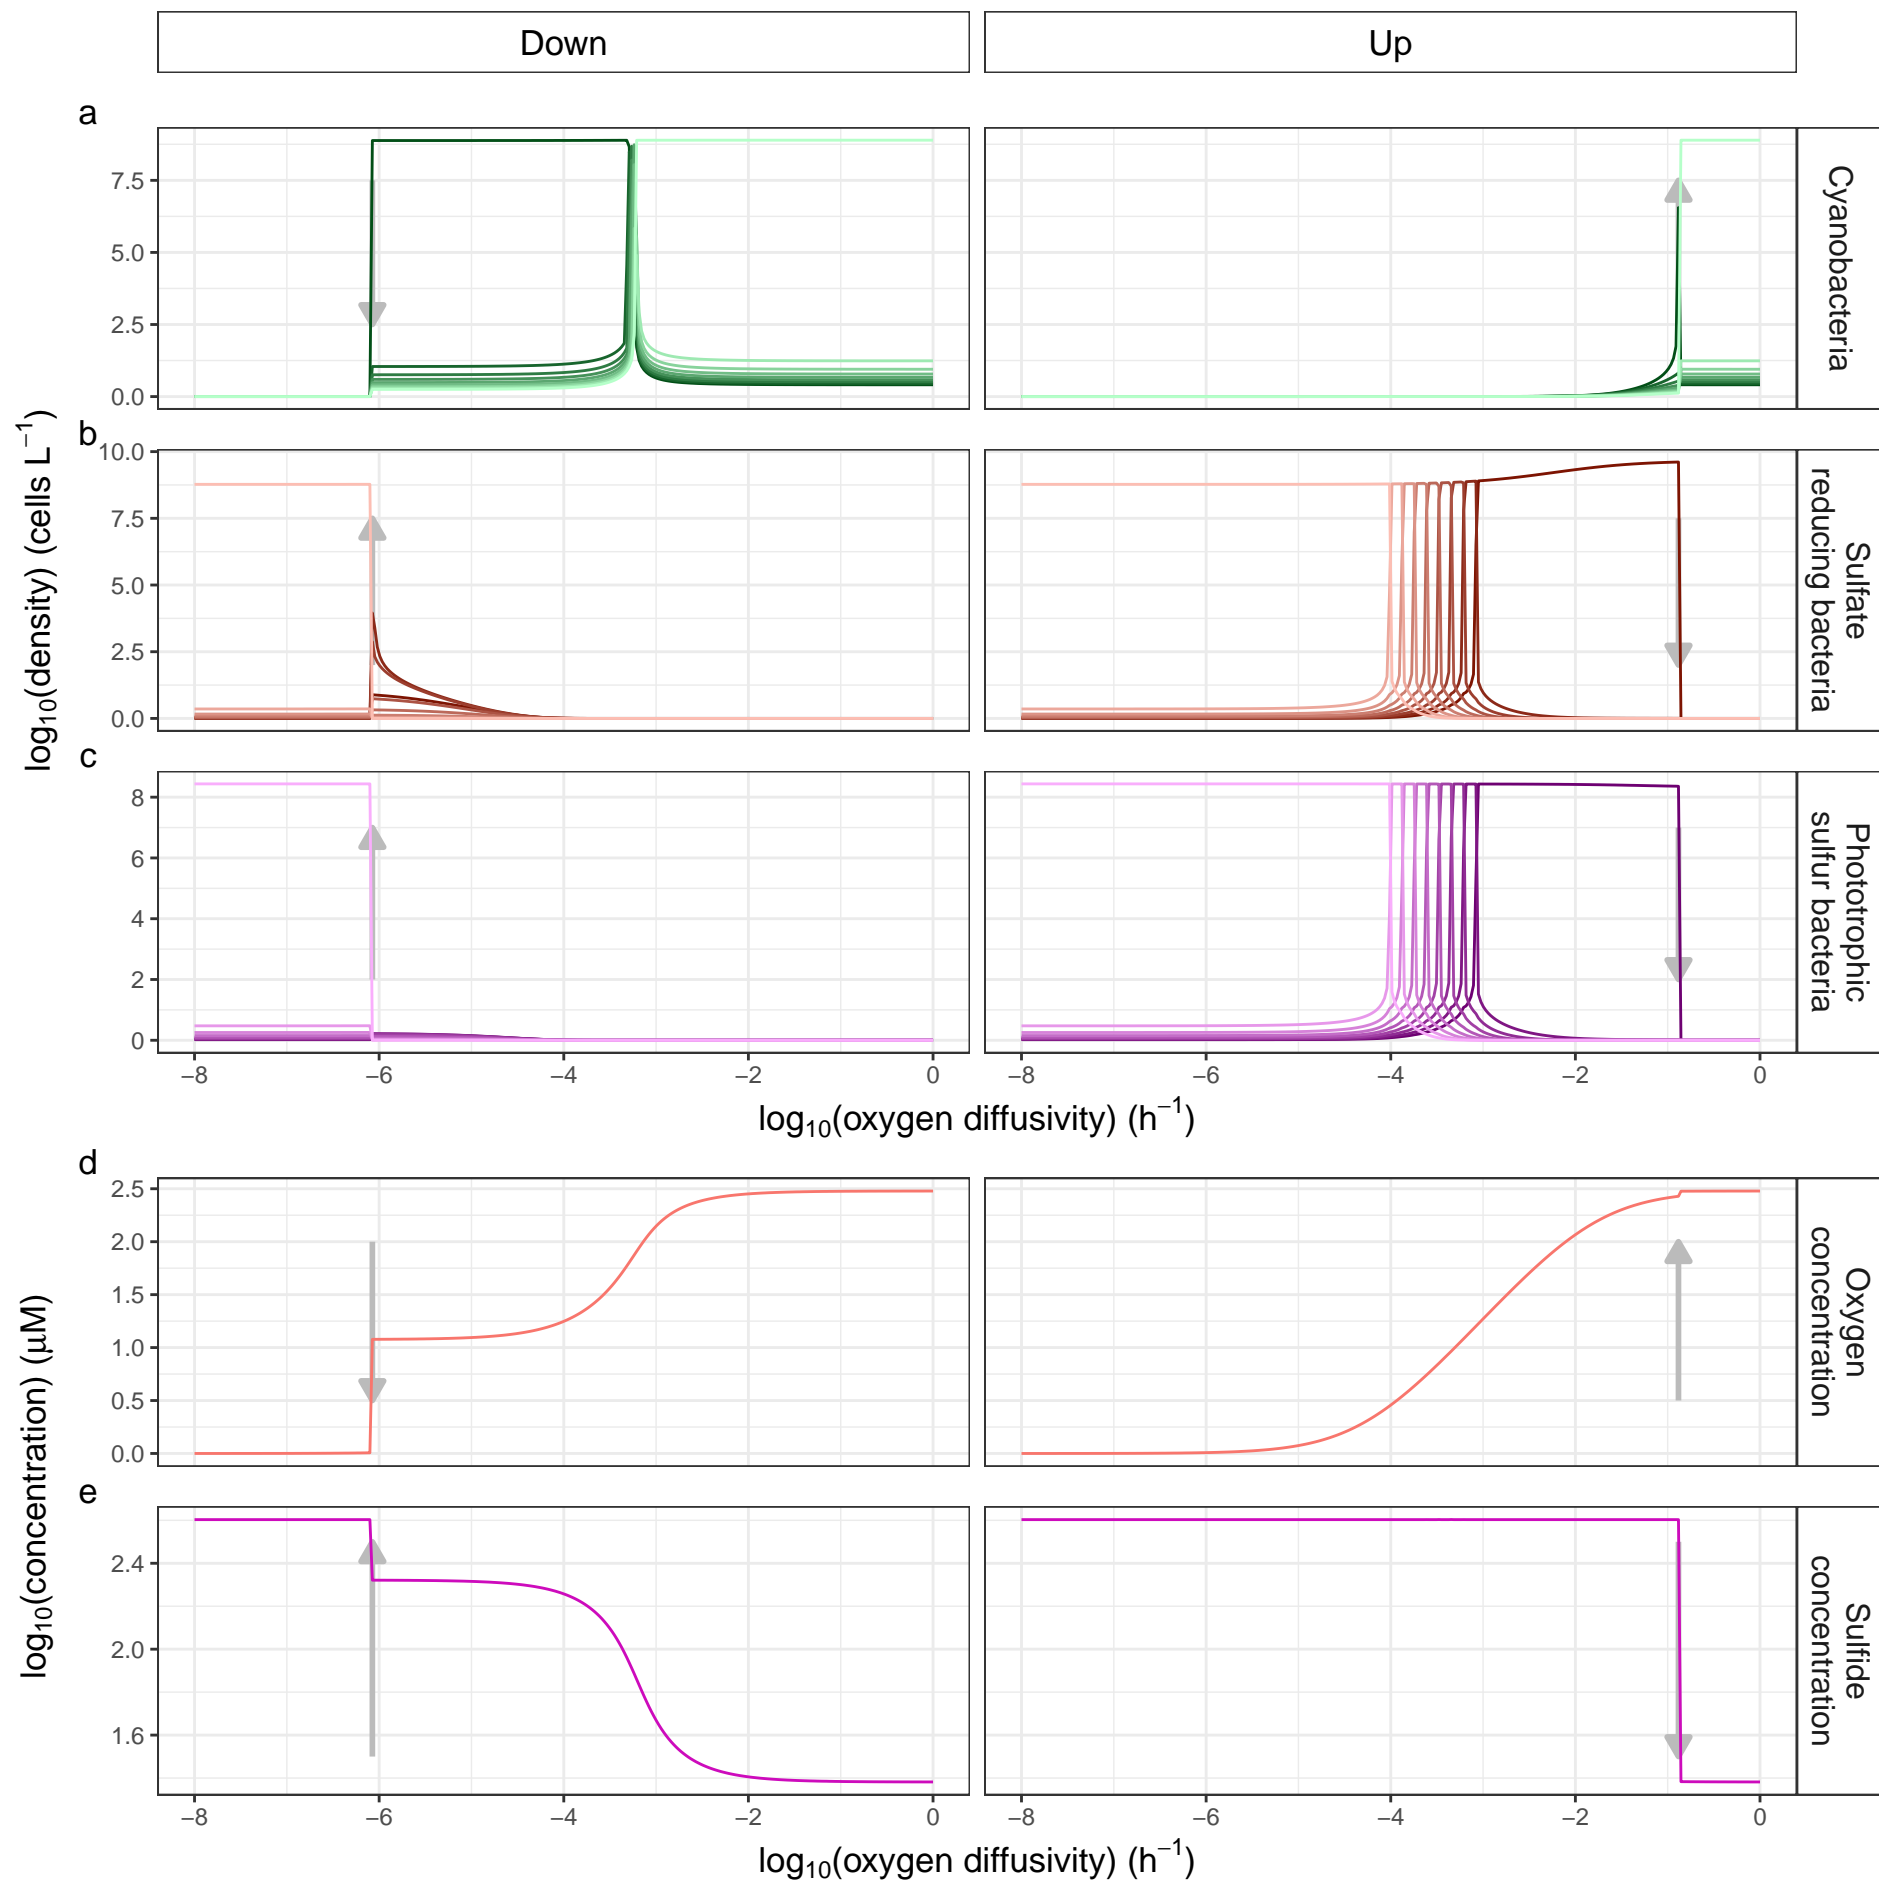 Down
Up
a
7.5
5.0
2.5
0.0
Cyanobacteria
b
10.0
7.5
5.0
2.5
0.0
Sulfate
reducing bacteria
log₁₀(density) (cells L⁻¹)
c
8
6
4
2
0
Phototrophic
sulfur bacteria
−8 −6 −4 −2 0
−8 −6 −4 −2 0
log₁₀(oxygen diffusivity) (h⁻¹)
d
2.5
2.0
1.5
1.0
0.5
0.0
Oxygen
concentration
log₁₀(concentration) (μM)
e
2.4
2.0
1.6
Sulfide
concentration
−8 −6 −4 −2 0
−8 −6 −4 −2 0
log₁₀(oxygen diffusivity) (h⁻¹)